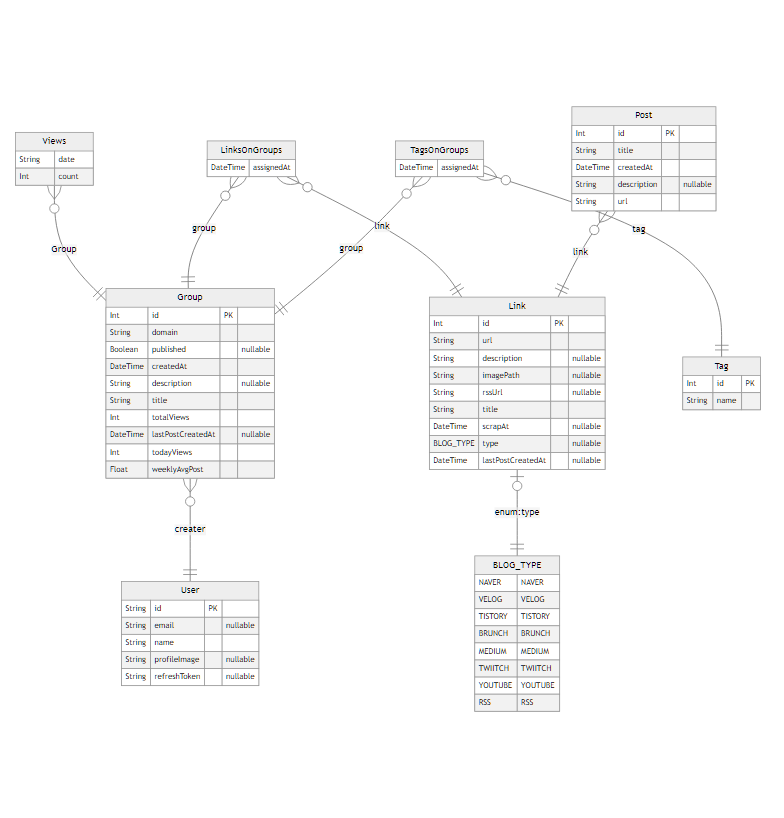 Views
String date
Int count
LinksOnGroups
DateTime assignedAt
TagsOnGroups
DateTime assignedAt
Post
Int id PK
String title
DateTime createdAt
String description nullable
String url
Group
group
group
link
link
tag
Group
Int id PK
String domain
Boolean published nullable
DateTime createdAt
String description nullable
String title
Int totalViews
DateTime lastPostCreatedAt nullable
Int todayViews
Float weeklyAvgPost
Link
Int id PK
String url
String description nullable
String imagePath nullable
String rssUrl nullable
String title
DateTime scrapAt nullable
BLOG_TYPE type nullable
DateTime lastPostCreatedAt nullable
Tag
Int id PK
String name
creater
enum:type
User
String id PK
String email nullable
String name
String profileImage nullable
String refreshToken nullable
BLOG_TYPE
NAVER NAVER
VELOG VELOG
TISTORY TISTORY
BRUNCH BRUNCH
MEDIUM MEDIUM
TWIITCH TWIITCH
YOUTUBE YOUTUBE
RSS RSS